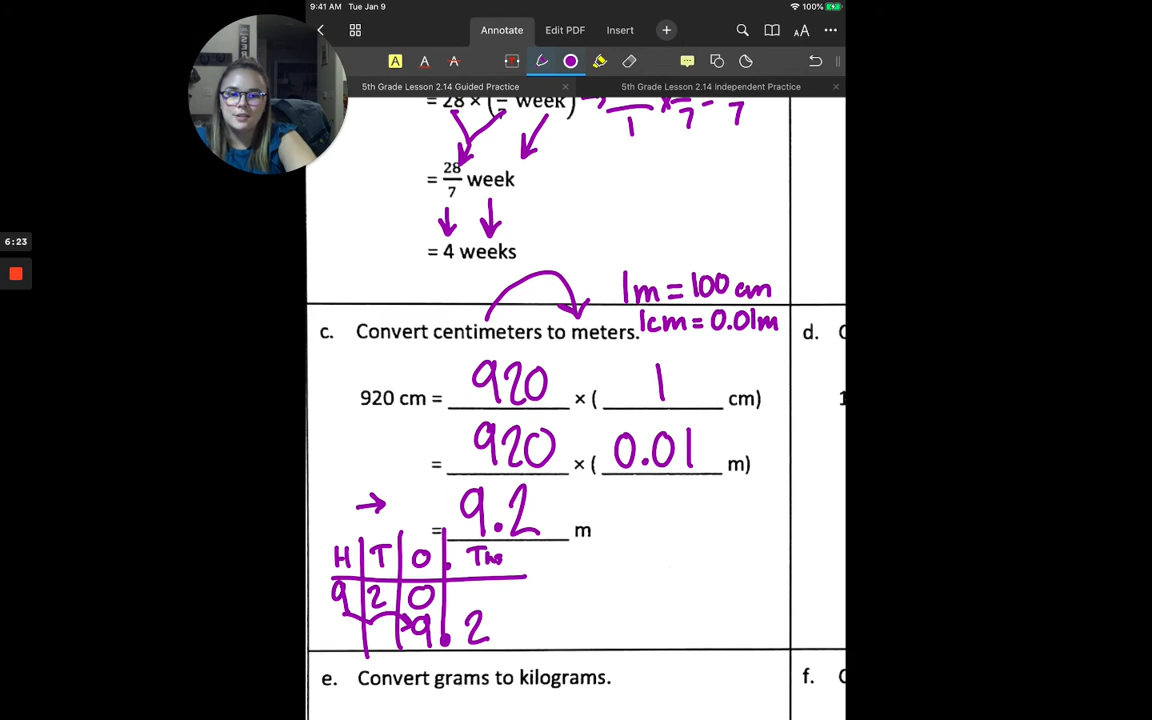 9:41 AM Tue Jan 9
100%
Annotate Edit PDF Insert
5th Grade Lesson 2.14 Guided Practice
5th Grade Lesson 2.14 Independent Practice
= 28 × ( week)
1 7 7
= 28/7 week
= 4 weeks
6:23
1m = 100 cm
1cm = 0.01m
c. Convert centimeters to meters.
d.
920 cm = 920 × ( 1 cm)
= 920 × ( 0.01 m)
= 9.2 m
H T O . Ths
9 2 0
9 . 2
e. Convert grams to kilograms.
f.